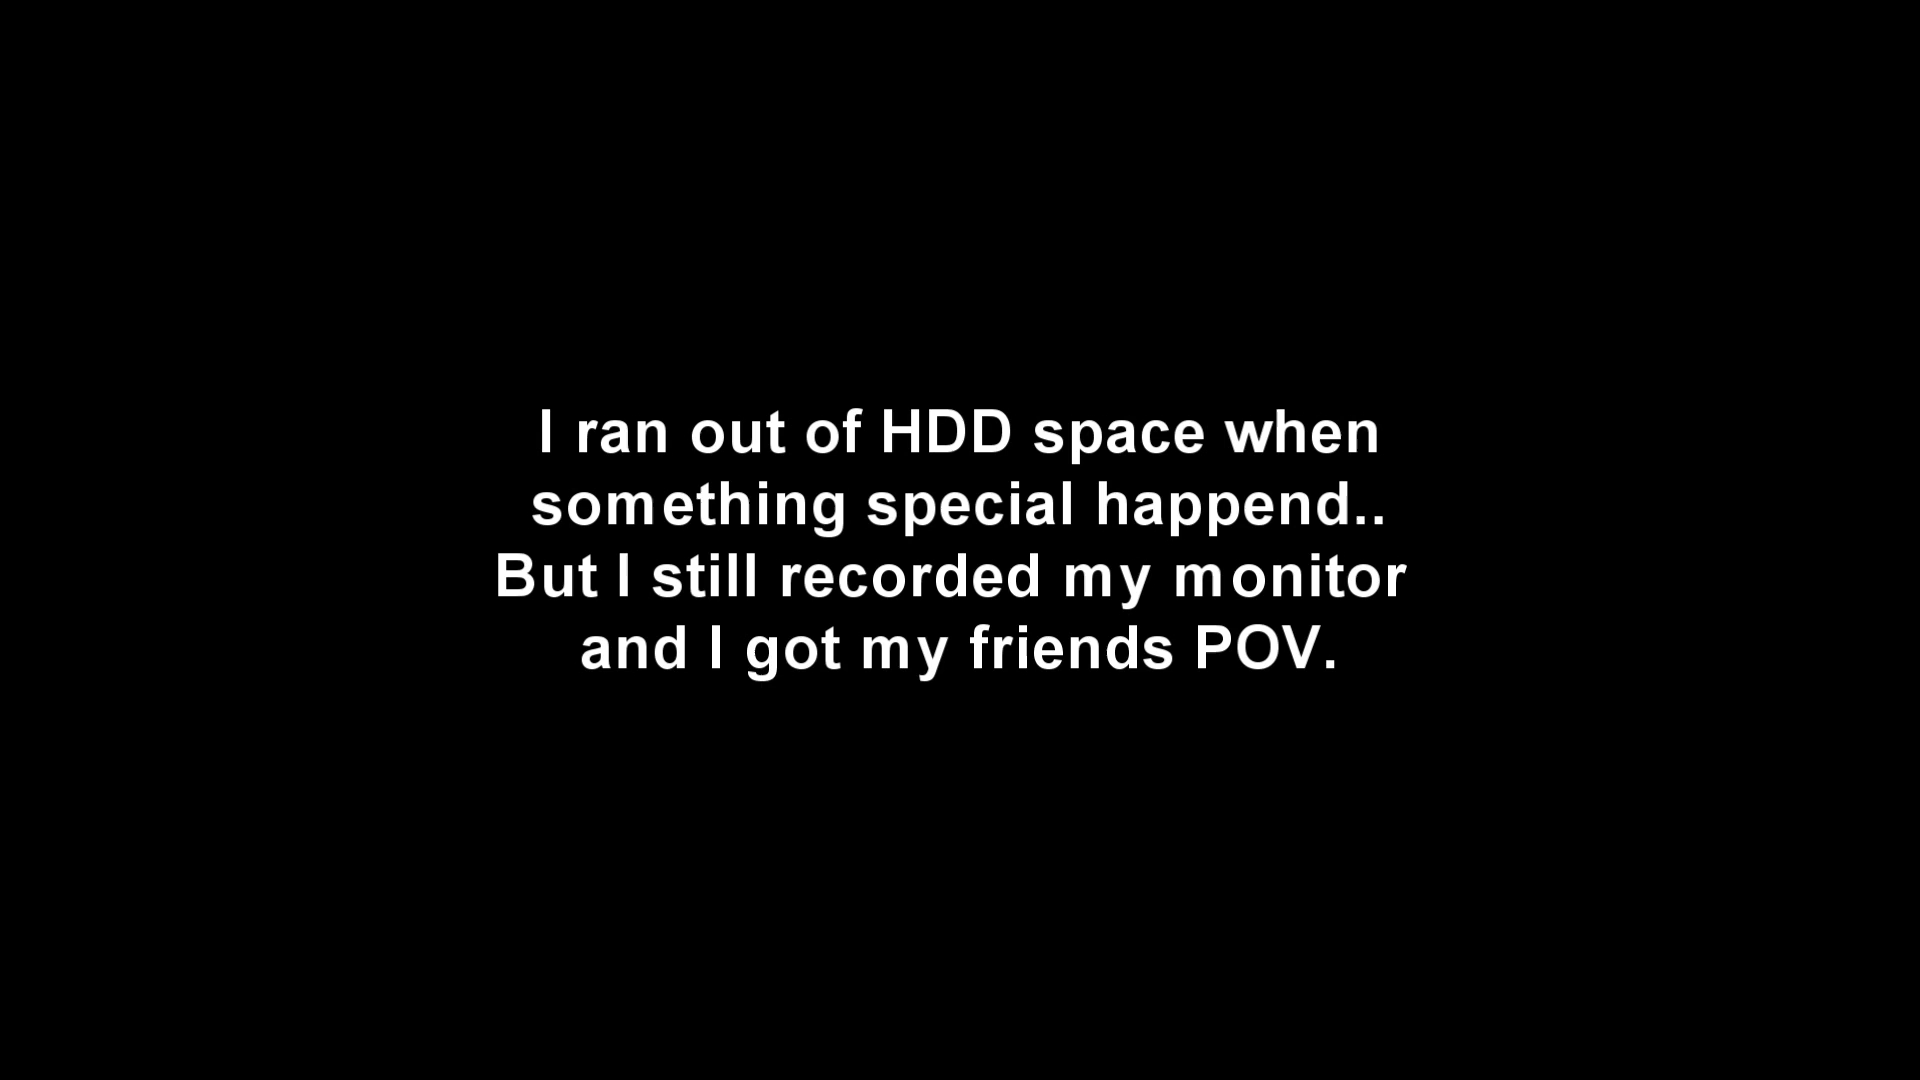 I ran out of HDD space when
something special happend..
But I still recorded my monitor
and I got my friends POV.